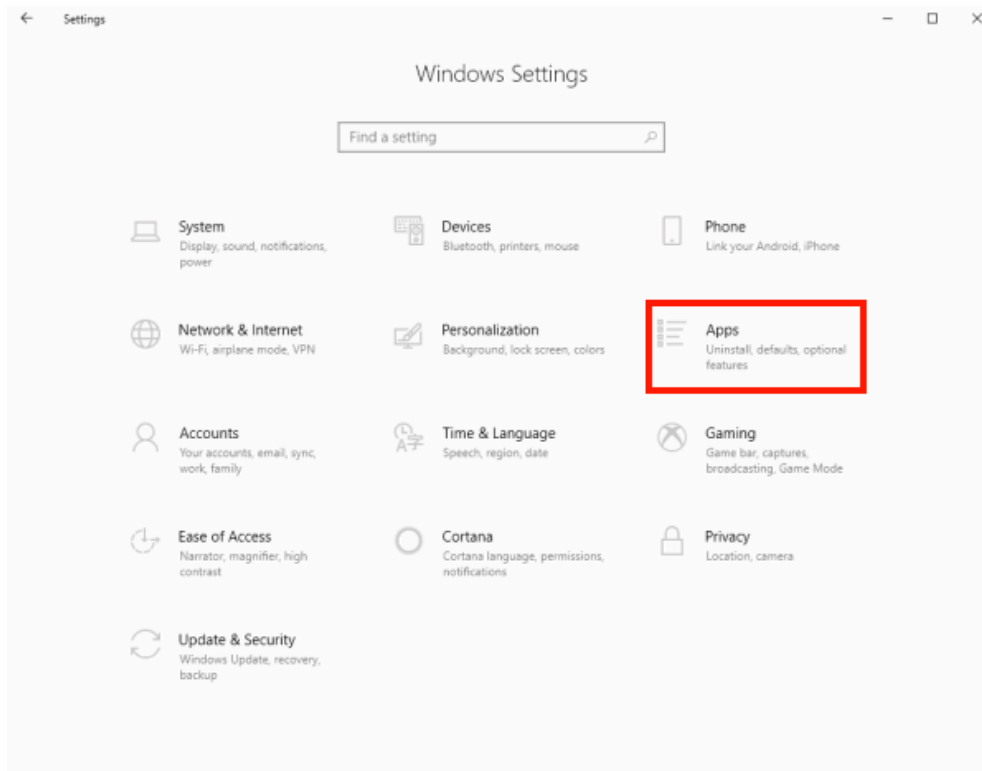 Settings
Windows Settings
Find a setting
System
Display, sound, notifications,
power
Devices
Bluetooth, printers, mouse
Phone
Link your Android, iPhone
Network & Internet
Wi-Fi, airplane mode, VPN
Personalization
Background, lock screen, colors
Apps
Uninstall, defaults, optional
features
Accounts
Your accounts, email, sync,
work, family
Time & Language
Speech, region, date
Gaming
Game bar, captures,
broadcasting, Game Mode
Ease of Access
Narrator, magnifier, high
contrast
Cortana
Cortana language, permissions,
notifications
Privacy
Location, camera
Update & Security
Windows Update, recovery,
backup